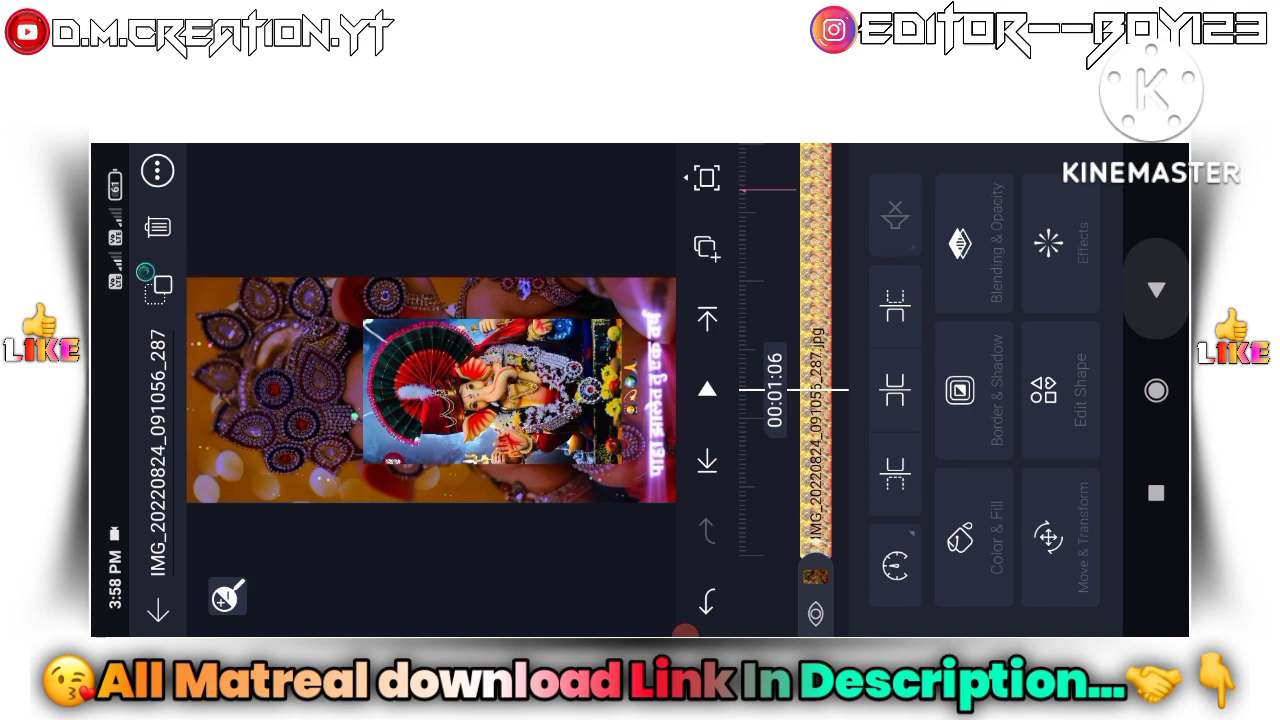 D.M.CREATION.YT
EDITOR---BOY123
KINEMASTER
LIKE
LIKE
3:58 PM
61
IMG_20220824_091056_287
00:01:06
IMG_20220824_091056_287.jpg
Color & Fill
Border & Shadow
Blending & Opacity
Move & Transform
Edit Shape
Effects
All Matreal download Link In Description...